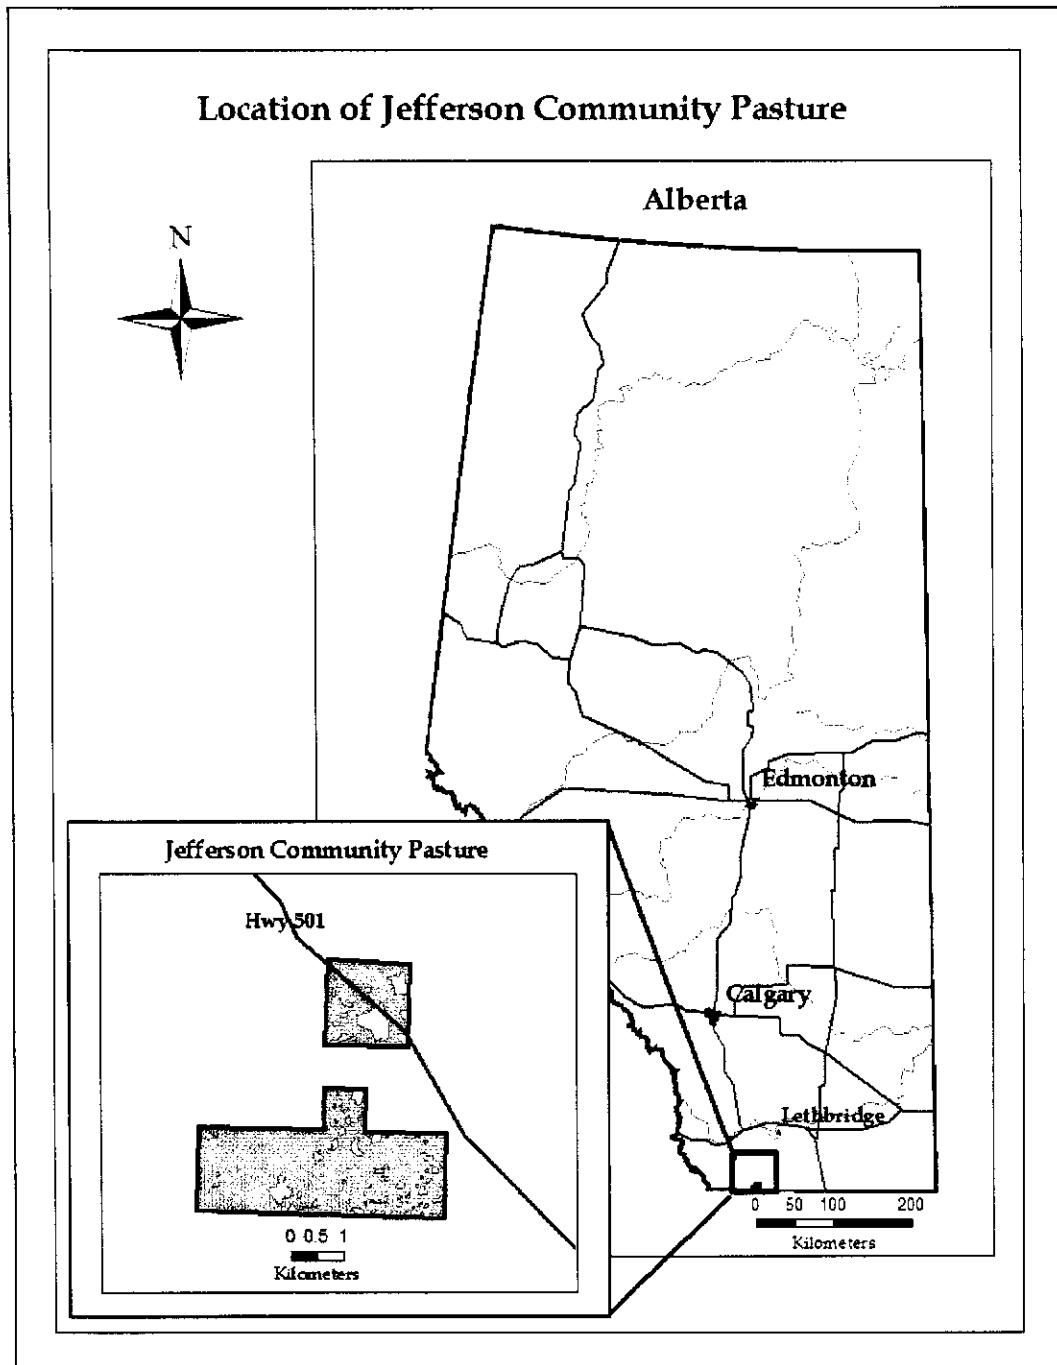 Location of Jefferson Community Pasture
Alberta
N
Edmonton
Jefferson Community Pasture
Hwy 501
Calgary
Lethbridge
0 50 100 200
Kilometers
0 0.5 1
Kilometers